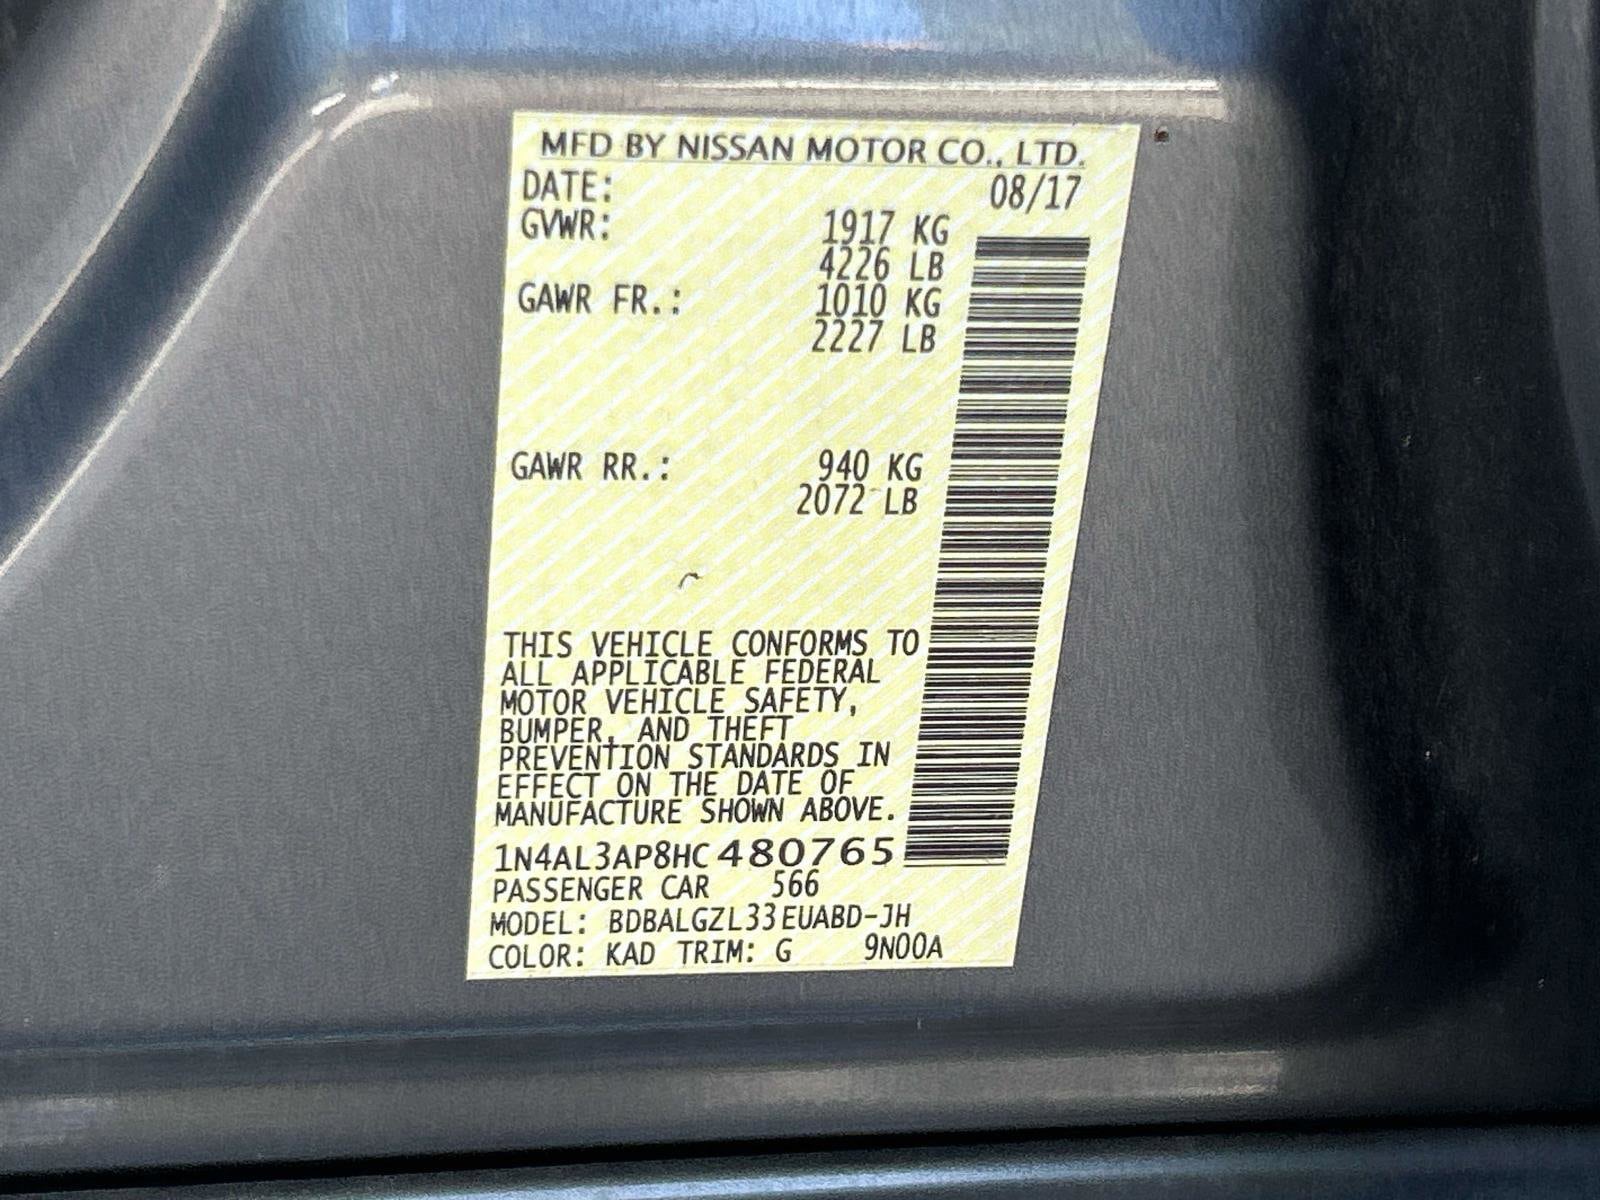 MFD BY NISSAN MOTOR CO., LTD.
DATE: 08/17
GVWR: 1917 KG
4226 LB
GAWR FR.: 1010 KG
2227 LB
GAWR RR.: 940 KG
2072 LB
THIS VEHICLE CONFORMS TO
ALL APPLICABLE FEDERAL
MOTOR VEHICLE SAFETY,
BUMPER, AND THEFT
PREVENTION STANDARDS IN
EFFECT ON THE DATE OF
MANUFACTURE SHOWN ABOVE.
1N4AL3AP8HC480765
PASSENGER CAR 566
MODEL: BDBALGZL33EUABD-JH
COLOR: KAD TRIM: G 9N00A